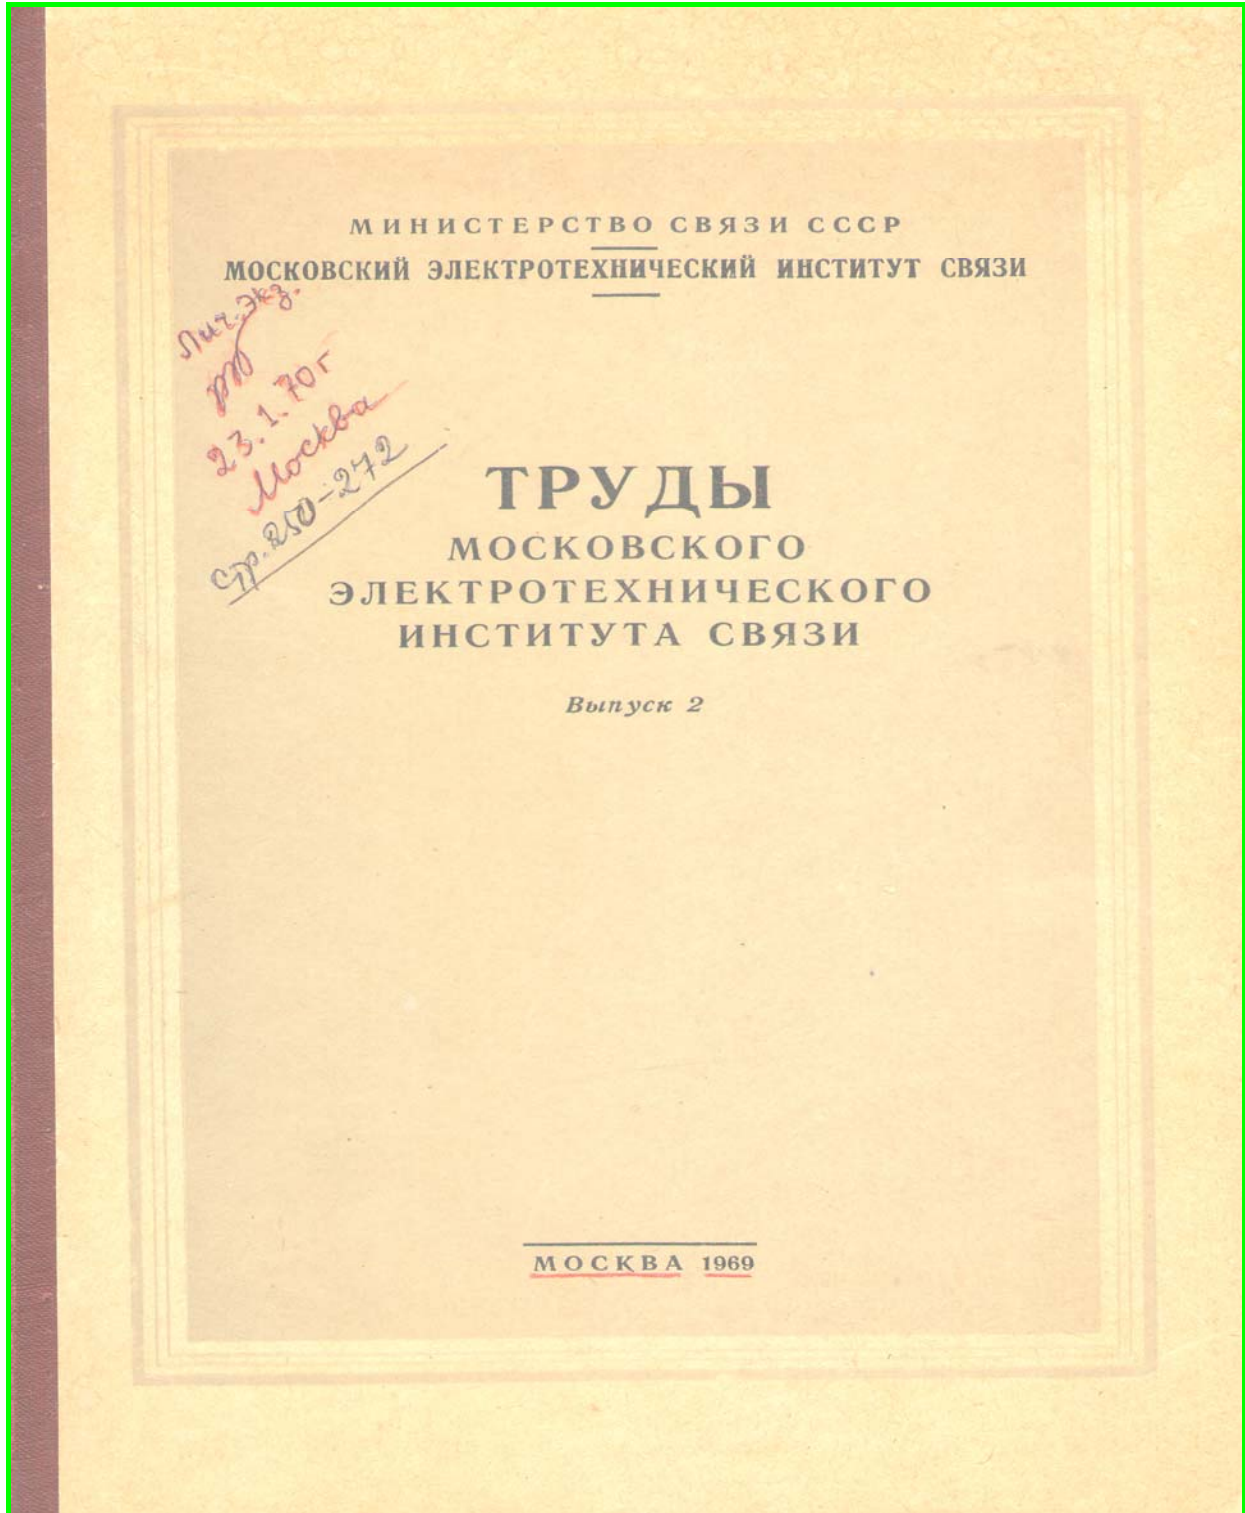 МИНИСТЕРСТВО СВЯЗИ СССР
МОСКОВСКИЙ ЭЛЕКТРОТЕХНИЧЕСКИЙ ИНСТИТУТ СВЯЗИ
Лич. экз.
23.1.70 г
Москва
стр. 250-272
ТРУДЫ
МОСКОВСКОГО
ЭЛЕКТРОТЕХНИЧЕСКОГО
ИНСТИТУТА СВЯЗИ
Выпуск 2
МОСКВА 1969